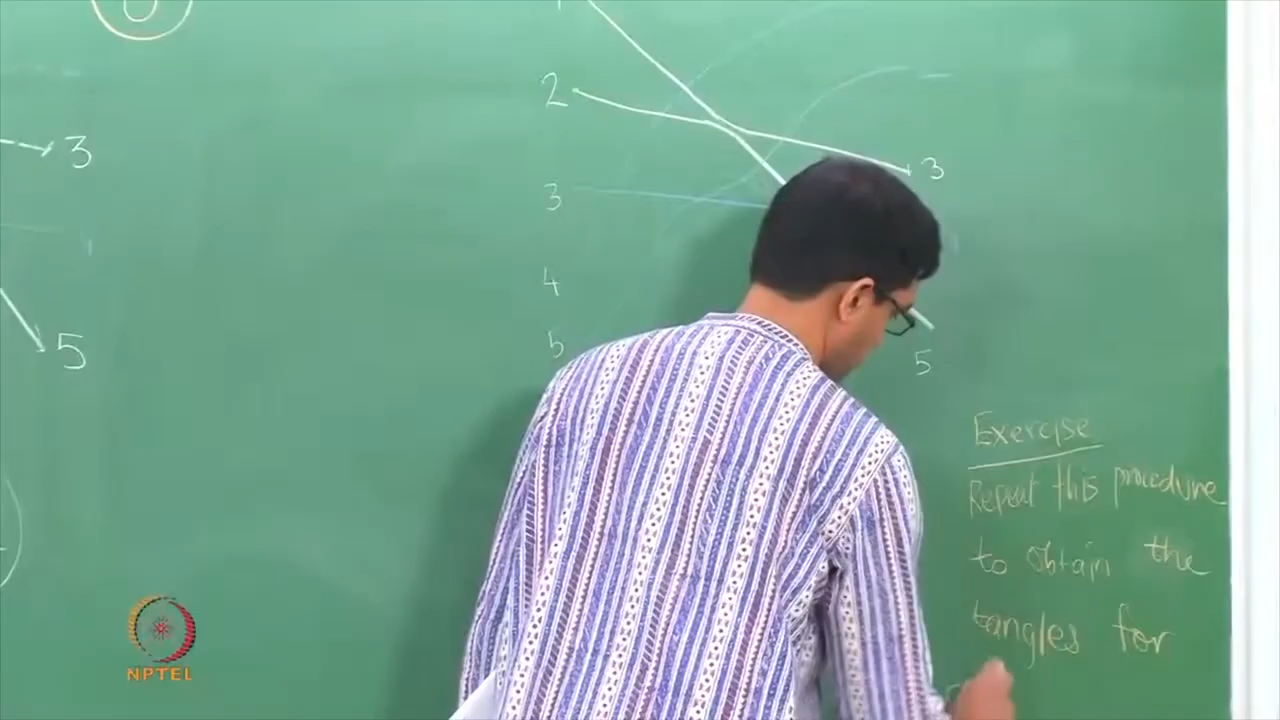 2
3
3
3
4
5
5
5
Exercise
Repeat this procedure
to obtain the
tangles for
NPTEL